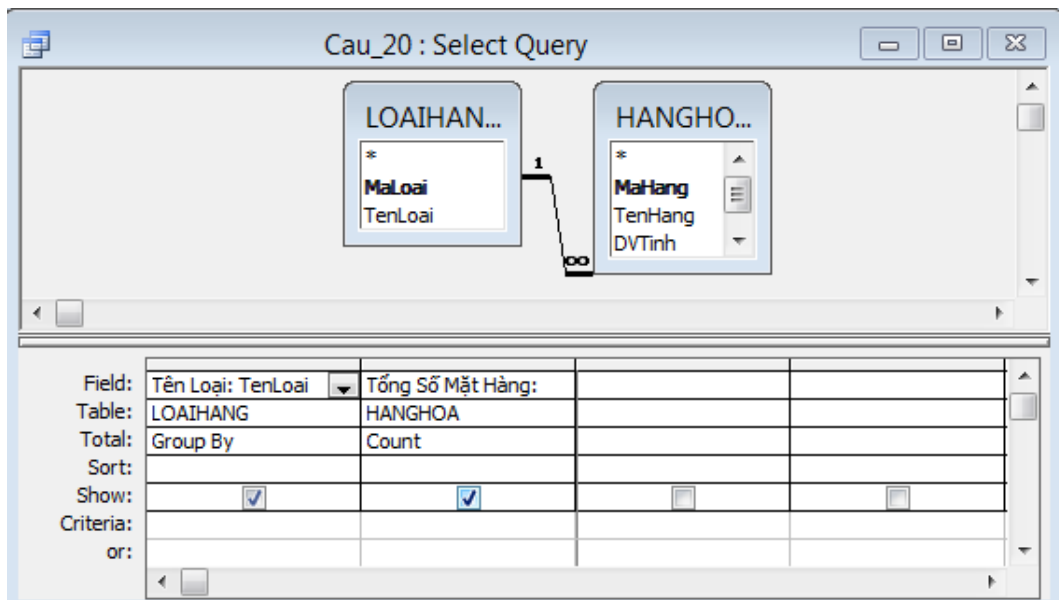 Cau_20 : Select Query
LOAIHAN...
*
MaLoai
TenLoai
1
∞
HANGHO...
*
MaHang
TenHang
DVTinh
Field: Tên Loại: TenLoai Tổng Số Mặt Hàng:
Table: LOAIHANG HANGHOA
Total: Group By Count
Sort:
Show:
Criteria:
or: